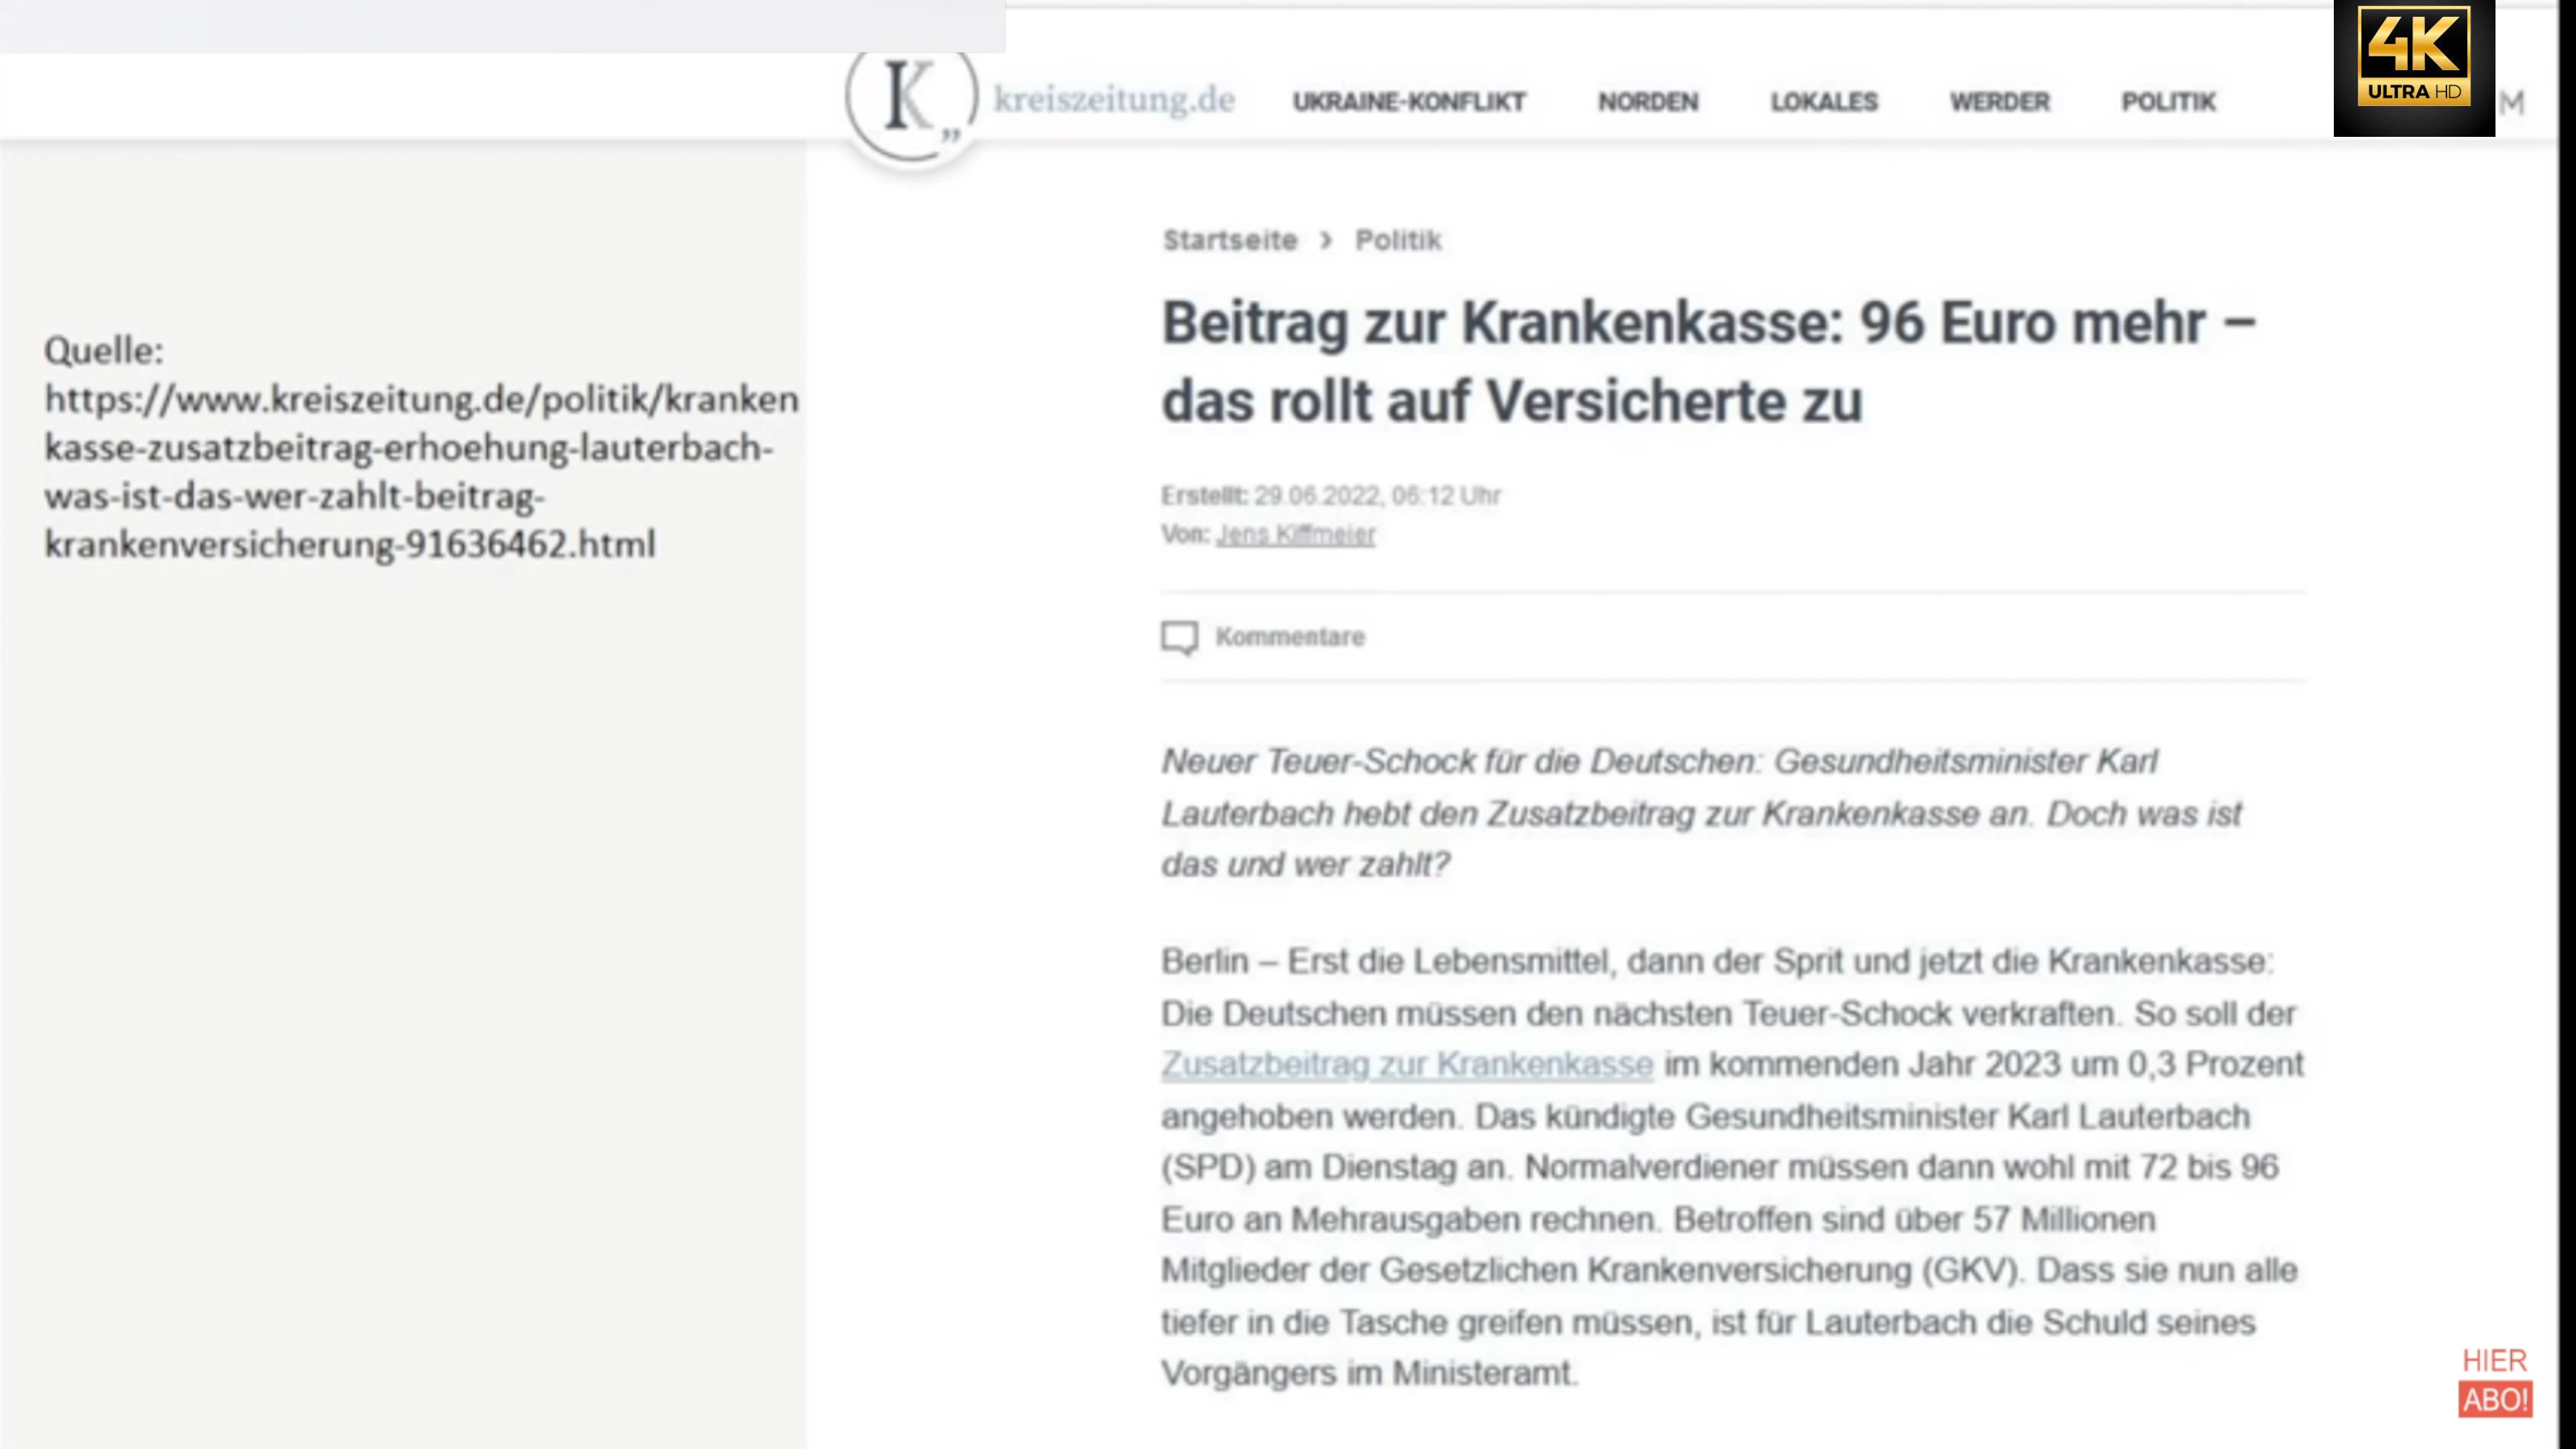 K
kreiszeitung.de
UKRAINE-KONFLIKT
NORDEN
LOKALES
WERDER
POLITIK
4K
ULTRA HD
M
Startseite › Politik
Beitrag zur Krankenkasse: 96 Euro mehr –
das rollt auf Versicherte zu
Quelle:
https://www.kreiszeitung.de/politik/kranken
kasse-zusatzbeitrag-erhoehung-lauterbach-
was-ist-das-wer-zahlt-beitrag-
krankenversicherung-91636462.html
Erstellt: 29.06.2022, 06:12 Uhr
Von: Jens Kiffmeier
Kommentare
Neuer Teuer-Schock für die Deutschen: Gesundheitsminister Karl
Lauterbach hebt den Zusatzbeitrag zur Krankenkasse an. Doch was ist
das und wer zahlt?
Berlin – Erst die Lebensmittel, dann der Sprit und jetzt die Krankenkasse:
Die Deutschen müssen den nächsten Teuer-Schock verkraften. So soll der
Zusatzbeitrag zur Krankenkasse im kommenden Jahr 2023 um 0,3 Prozent
angehoben werden. Das kündigte Gesundheitsminister Karl Lauterbach
(SPD) am Dienstag an. Normalverdiener müssen dann wohl mit 72 bis 96
Euro an Mehrausgaben rechnen. Betroffen sind über 57 Millionen
Mitglieder der Gesetzlichen Krankenversicherung (GKV). Dass sie nun alle
tiefer in die Tasche greifen müssen, ist für Lauterbach die Schuld seines
Vorgängers im Ministeramt.
HIER
ABO!